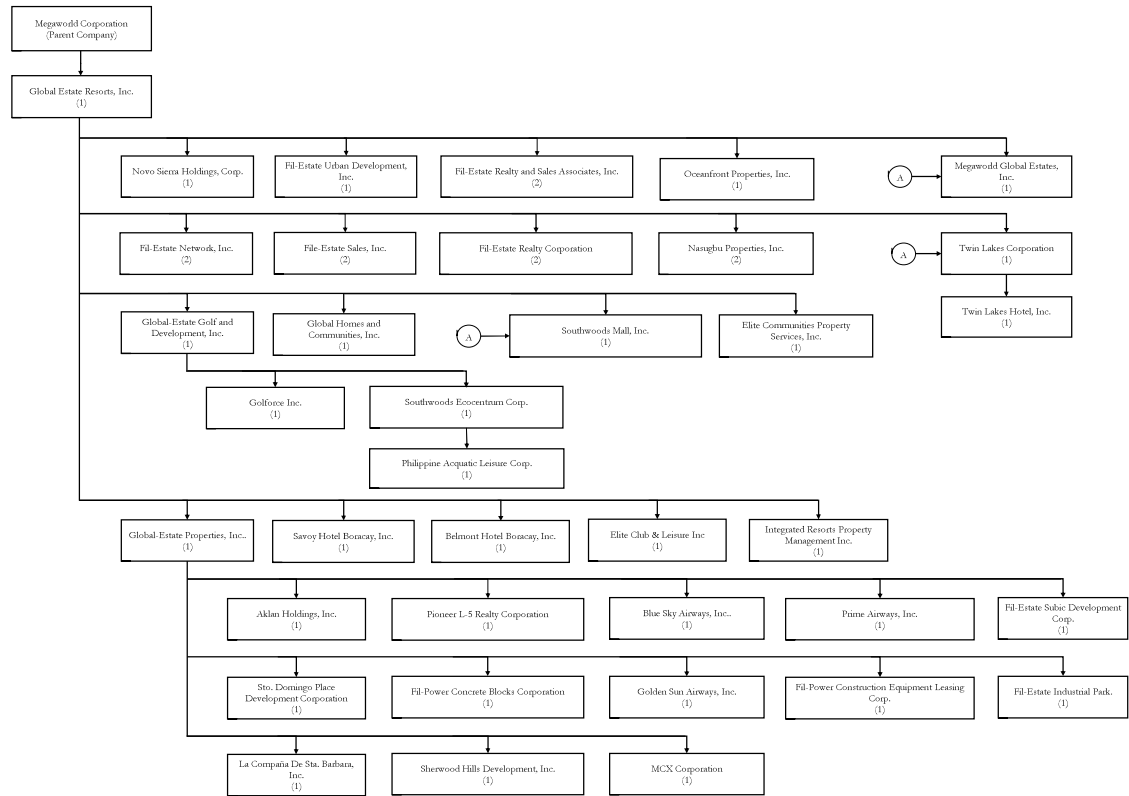 Megaworld Corporation
(Parent Company)
Global Estate Resorts, Inc.
(1)
Novo Sierra Holdings, Corp.
(1)
Fil-Estate Urban Development,
Inc.
(1)
Fil-Estate Realty and Sales Associates, Inc.
(2)
Oceanfront Properties, Inc.
(1)
A
Megaworld Global Estates,
Inc.
(1)
Fil-Estate Network, Inc.
(2)
File-Estate Sales, Inc.
(2)
Fil-Estate Realty Corporation
(2)
Nasugbu Properties, Inc.
(2)
A
Twin Lakes Corporation
(1)
Twin Lakes Hotel, Inc.
(1)
Global-Estate Golf and
Development, Inc.
(1)
Global Homes and
Communities, Inc.
(1)
A
Southwoods Mall, Inc.
(1)
Elite Communities Property
Services, Inc.
(1)
Golforce Inc.
(1)
Southwoods Ecocentrum Corp.
(1)
Philippine Acquatic Leisure Corp.
(1)
Global-Estate Properties, Inc..
(1)
Savoy Hotel Boracay, Inc.
(1)
Belmont Hotel Boracay, Inc.
(1)
Elite Club & Leisure Inc
(1)
Integrated Resorts Property
Management Inc.
(1)
Aklan Holdings, Inc.
(1)
Pioneer L-5 Realty Corporation
(1)
Blue Sky Airways, Inc..
(1)
Prime Airways, Inc.
(1)
Fil-Estate Subic Development
Corp.
(1)
Sto. Domingo Place
Development Corporation
(1)
Fil-Power Concrete Blocks Corporation
(1)
Golden Sun Airways, Inc.
(1)
Fil-Power Construction Equipment Leasing
Corp.
(1)
Fil-Estate Industrial Park.
(1)
La Compaña De Sta. Barbara,
Inc.
(1)
Sherwood Hills Development, Inc.
(1)
MCX Corporation
(1)